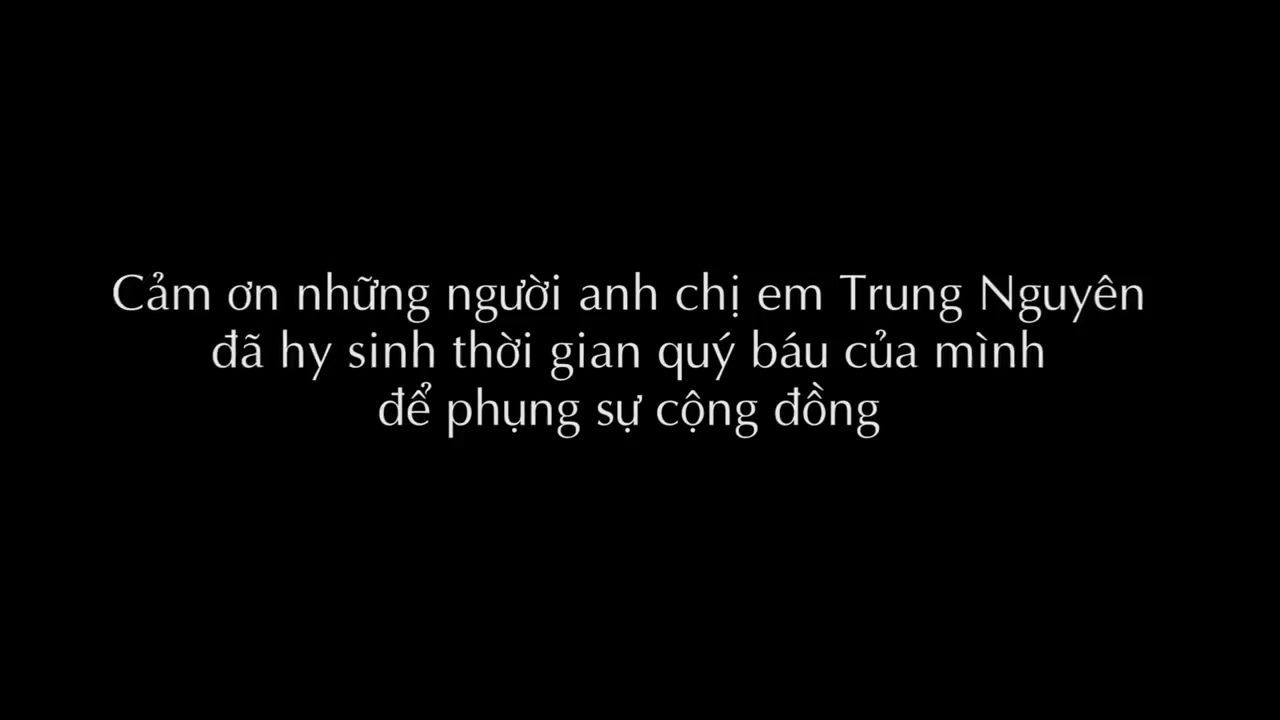 Cảm ơn những người anh chị em Trung Nguyên
đã hy sinh thời gian quý báu của mình
để phụng sự cộng đồng